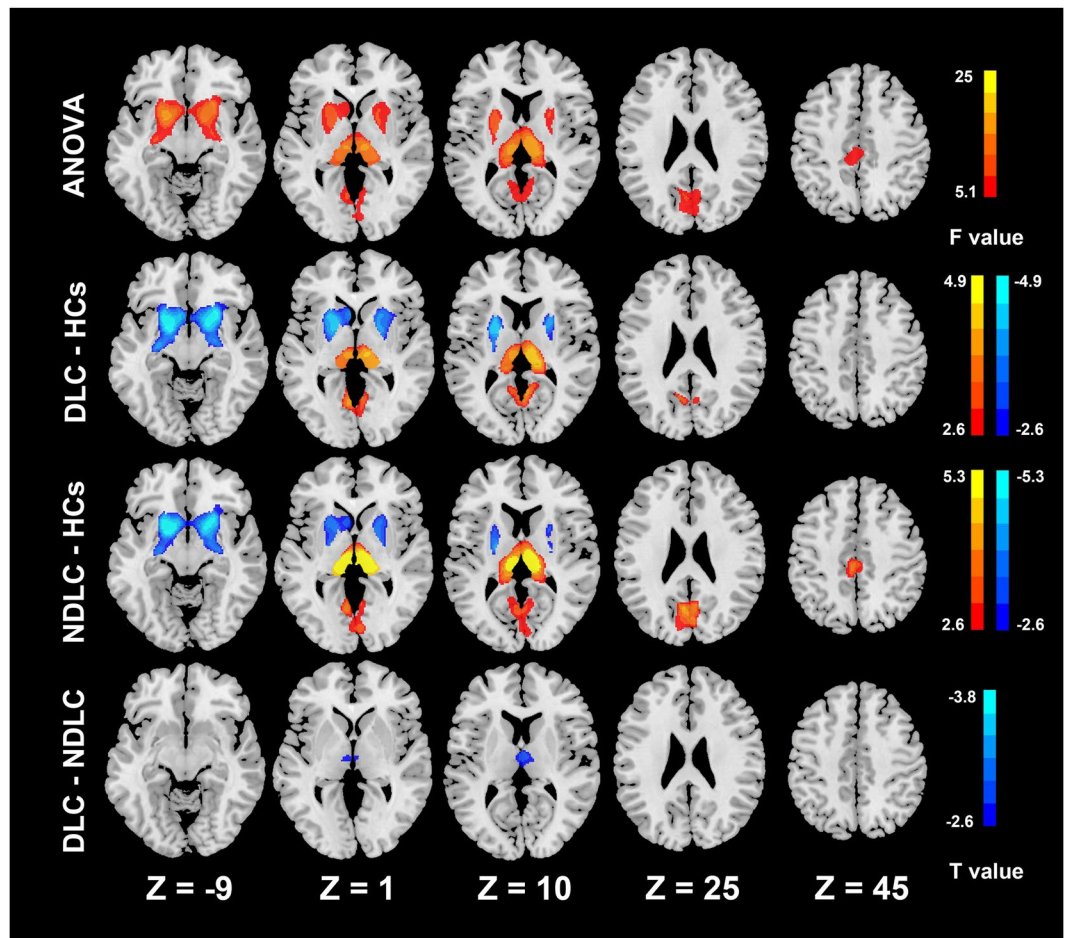 ANOVA
25
5.1
F value
DLC - HCs
4.9
-4.9
2.6
-2.6
NDLC - HCs
5.3
-5.3
2.6
-2.6
DLC - NDLC
-3.8
-2.6
T value
Z = -9
Z = 1
Z = 10
Z = 25
Z = 45